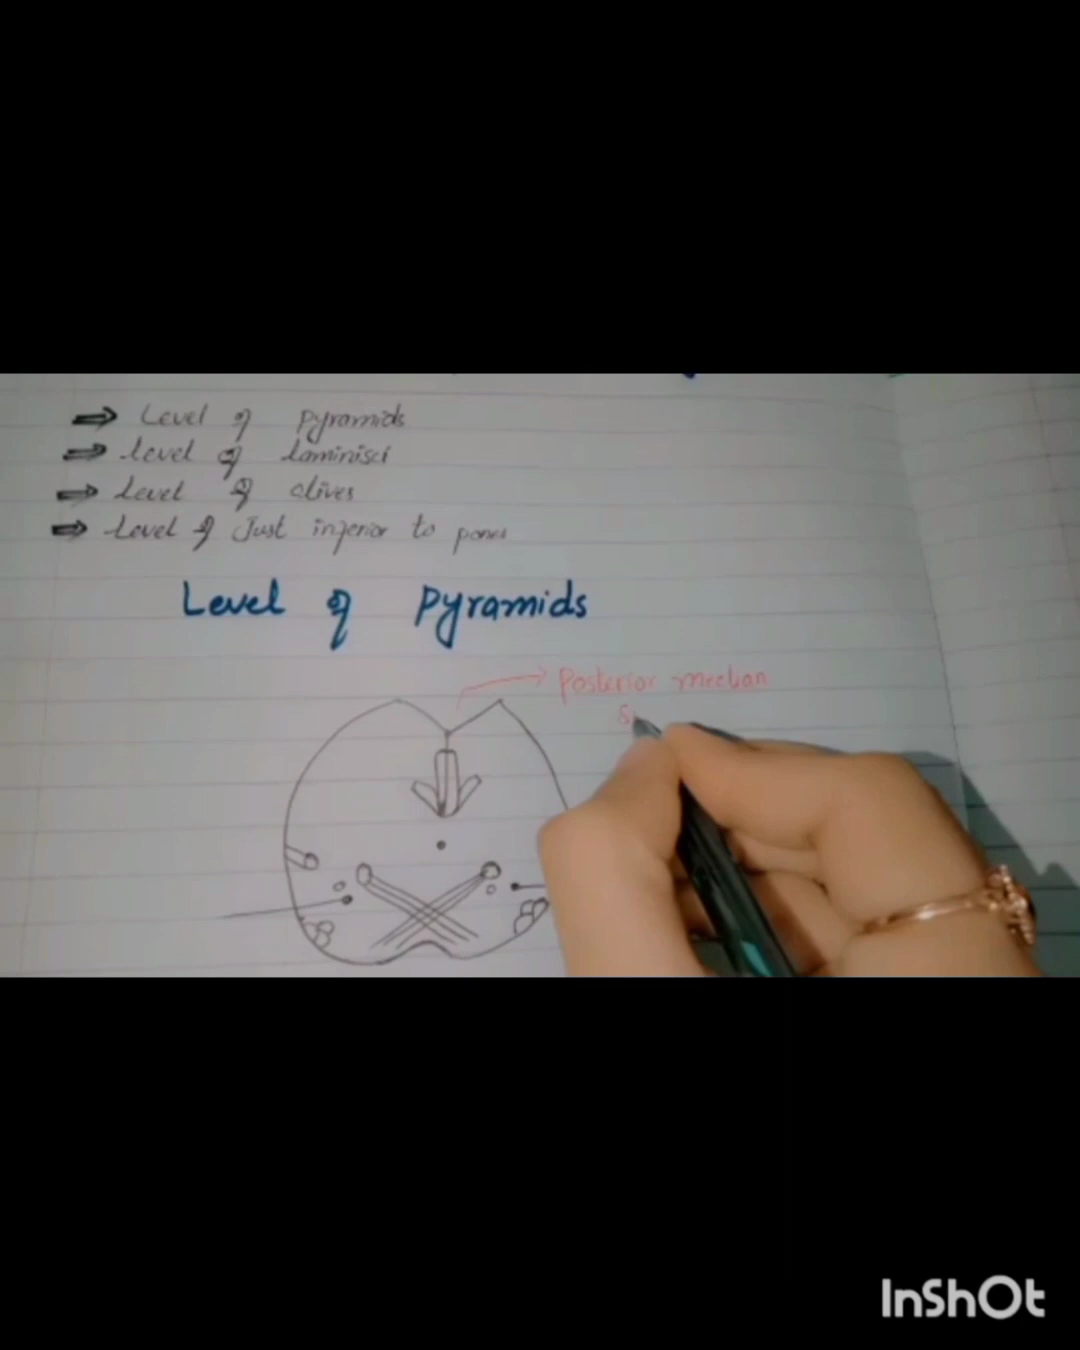 Level of pyramids
Level of laminisci
Level of olives
Level of Just inferior to pons
Level of Pyramids
Posterior median
S
InShOt